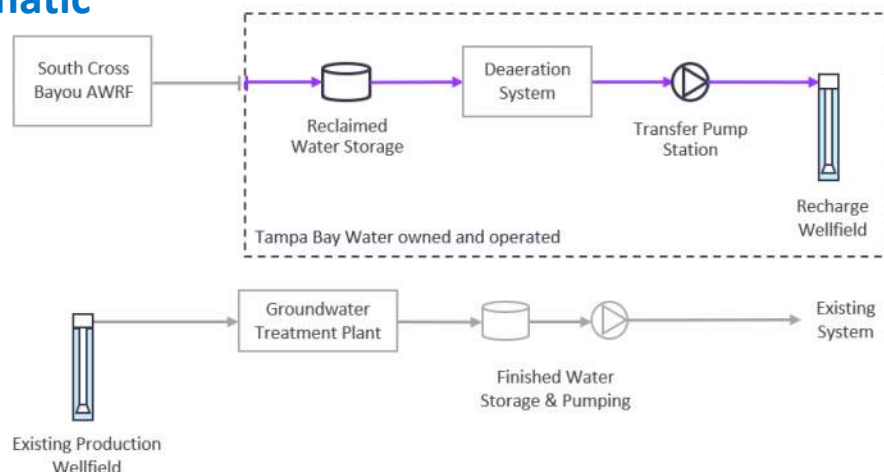 South Cross
Bayou AWRF
Reclaimed
Water Storage
Deaeration
System
Transfer Pump
Station
Recharge
Wellfield
Tampa Bay Water owned and operated
Groundwater
Treatment Plant
Finished Water
Storage & Pumping
Existing
System
Existing Production
Wellfield